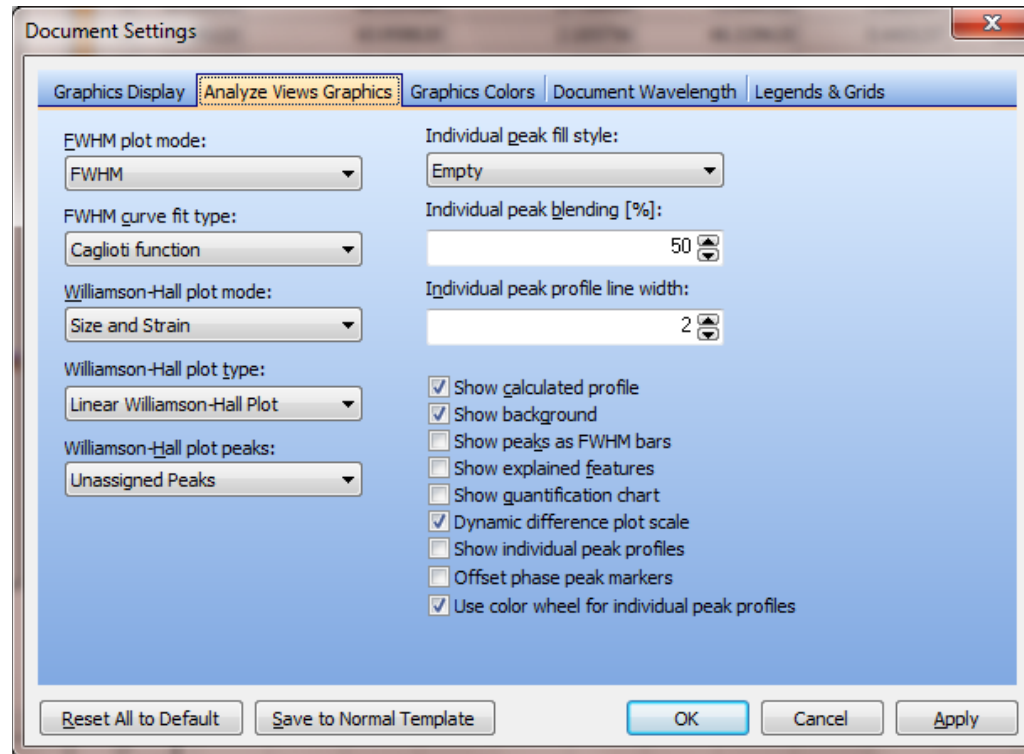 Document Settings
Graphics Display Analyze Views Graphics Graphics Colors Document Wavelength Legends & Grids
FWHM plot mode:
FWHM
FWHM curve fit type:
Caglioti function
Williamson-Hall plot mode:
Size and Strain
Williamson-Hall plot type:
Linear Williamson-Hall Plot
Williamson-Hall plot peaks:
Unassigned Peaks
Individual peak fill style:
Empty
Individual peak blending [%]:
50
Individual peak profile line width:
2
Show calculated profile
Show background
Show peaks as FWHM bars
Show explained features
Show quantification chart
Dynamic difference plot scale
Show individual peak profiles
Offset phase peak markers
Use color wheel for individual peak profiles
Reset All to Default Save to Normal Template OK Cancel Apply